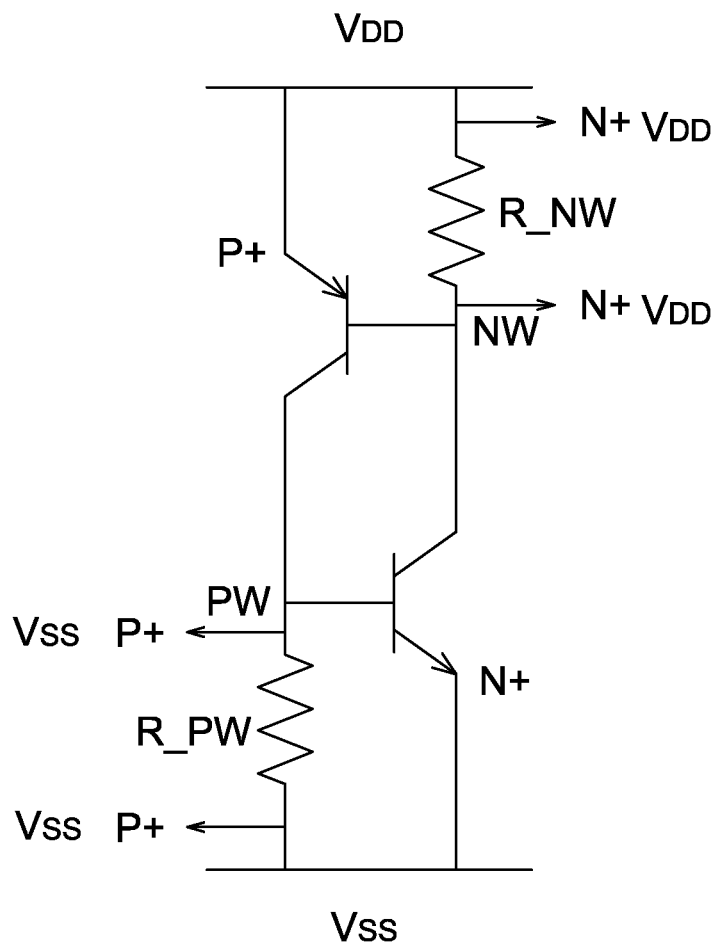 VDD
N+ VDD
R_NW
P+
N+ VDD
NW
PW
VSS P+
N+
R_PW
VSS P+
VSS